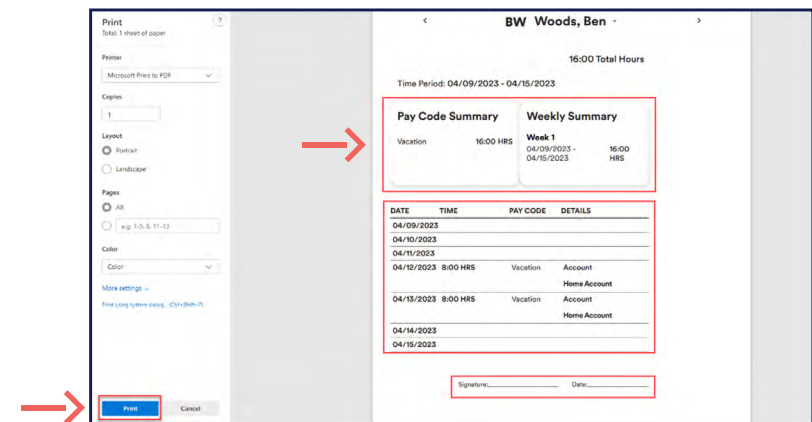 Print
?
Total: 1 sheet of paper
Printer
Microsoft Print to PDF
Copies
1
Layout
Portrait
Landscape
Pages
All
e.g. 1-5, 8, 11-13
Color
Color
More settings
Print using system dialog... (Ctrl+Shift+P)
Print Cancel
< BW Woods, Ben - >
16:00 Total Hours
Time Period: 04/09/2023 - 04/15/2023
Pay Code Summary
Vacation 16:00 HRS
Weekly Summary
Week 1
04/09/2023 - 16:00
04/15/2023 HRS
DATE TIME PAY CODE DETAILS
04/09/2023
04/10/2023
04/11/2023
04/12/2023 8:00 HRS Vacation Account
Home Account
04/13/2023 8:00 HRS Vacation Account
Home Account
04/14/2023
04/15/2023
Signature: Date: